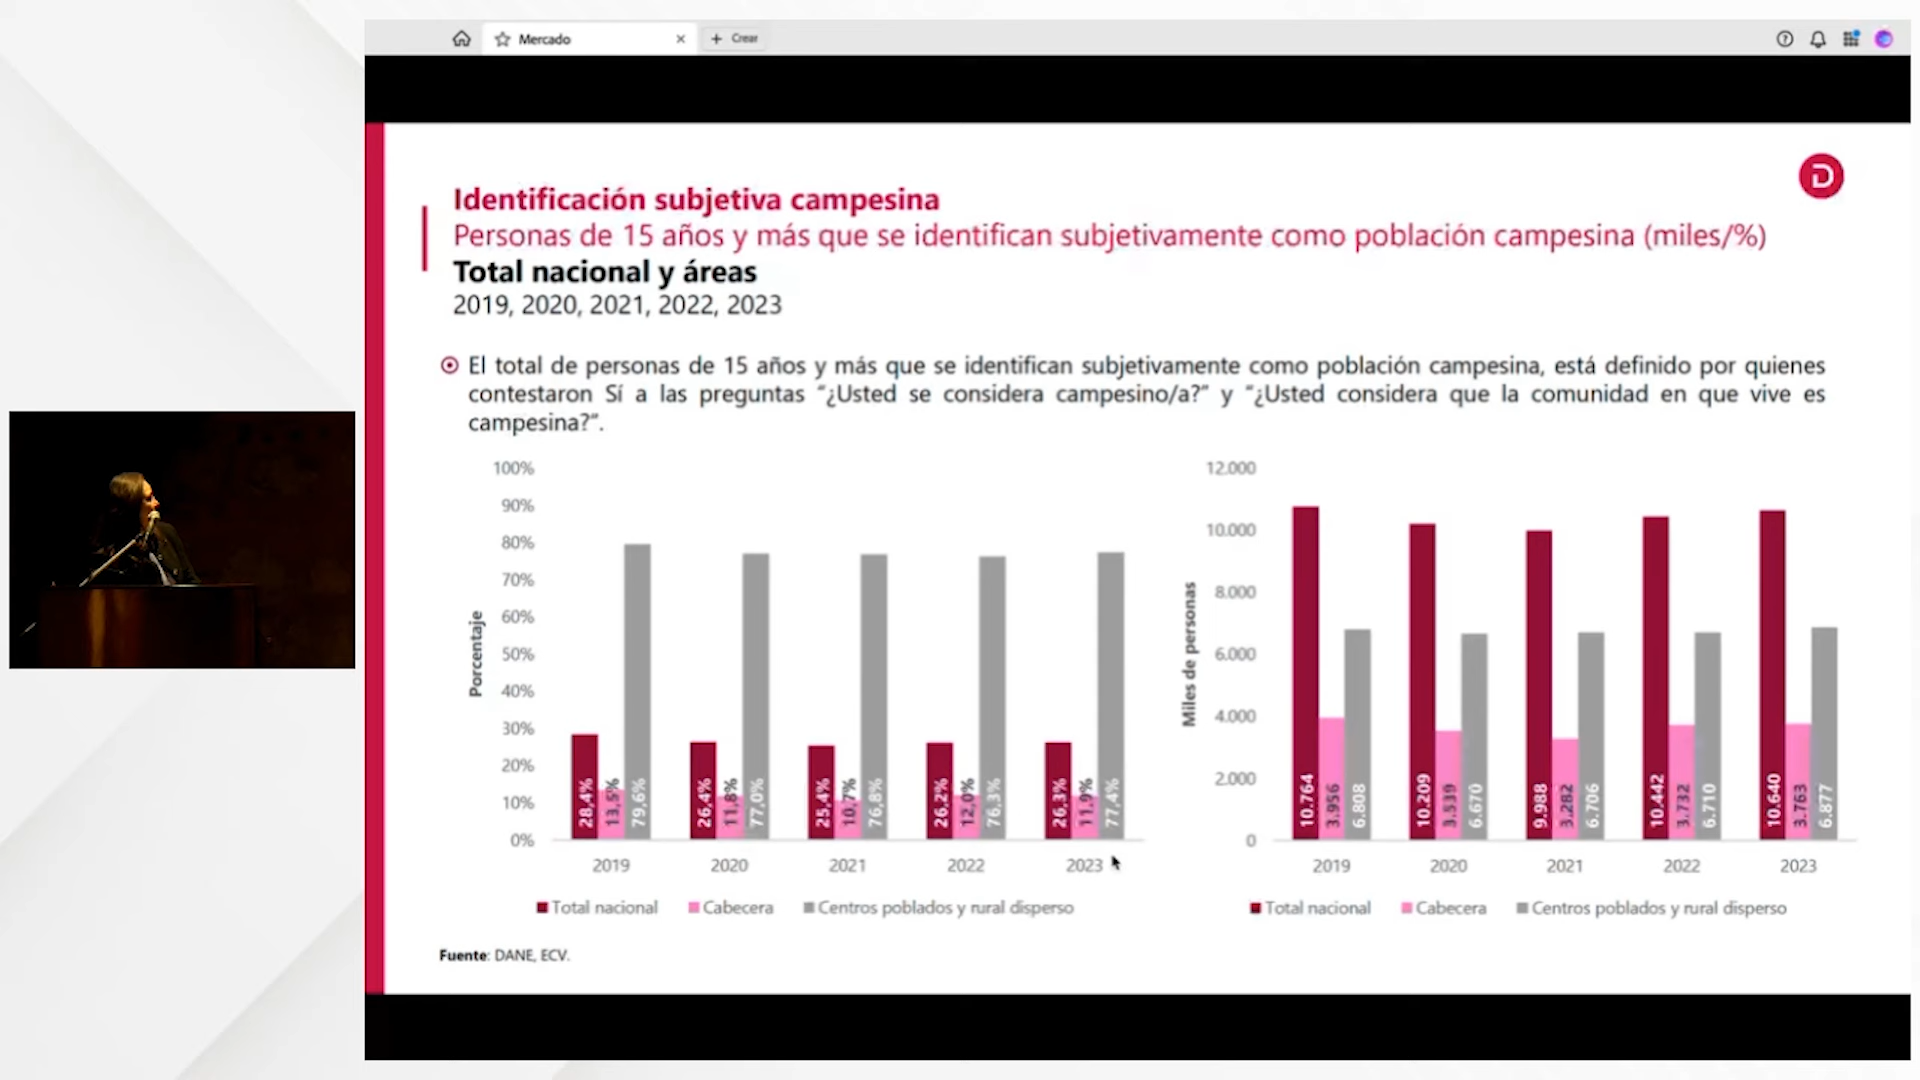 Mercado
Crear
Identificación subjetiva campesina
Personas de 15 años y más que se identifican subjetivamente como población campesina (miles/%)
Total nacional y áreas
2019, 2020, 2021, 2022, 2023
El total de personas de 15 años y más que se identifican subjetivamente como población campesina, está definido por quienes
contestaron Sí a las preguntas “¿Usted se considera campesino/a?” y “¿Usted considera que la comunidad en que vive es
campesina?”.
Porcentaje
100%
90%
80%
70%
60%
50%
40%
30%
20%
10%
0%
28,4% 13,5% 79,6%
26,4% 11,8% 77,0%
25,4% 10,7% 76,8%
26,2% 12,0% 76,3%
26,3% 11,9% 77,4%
2019 2020 2021 2022 2023
Total nacional Cabecera Centros poblados y rural disperso
Miles de personas
12.000
10.000
8.000
6.000
4.000
2.000
0
10.764 3.956 6.808
10.209 3.539 6.670
9.988 3.282 6.706
10.442 3.732 6.710
10.640 3.763 6.877
2019 2020 2021 2022 2023
Total nacional Cabecera Centros poblados y rural disperso
Fuente: DANE, ECV.